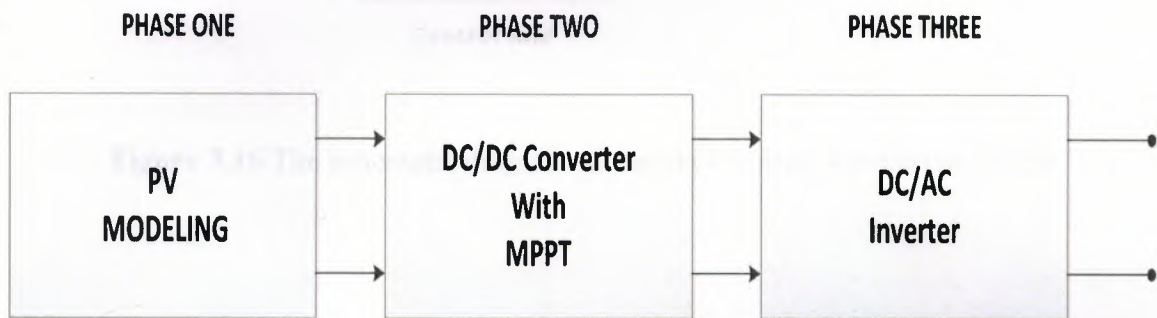 PHASE ONE
PHASE TWO
PHASE THREE
PV
MODELING
DC/DC Converter
With
MPPT
DC/AC
Inverter